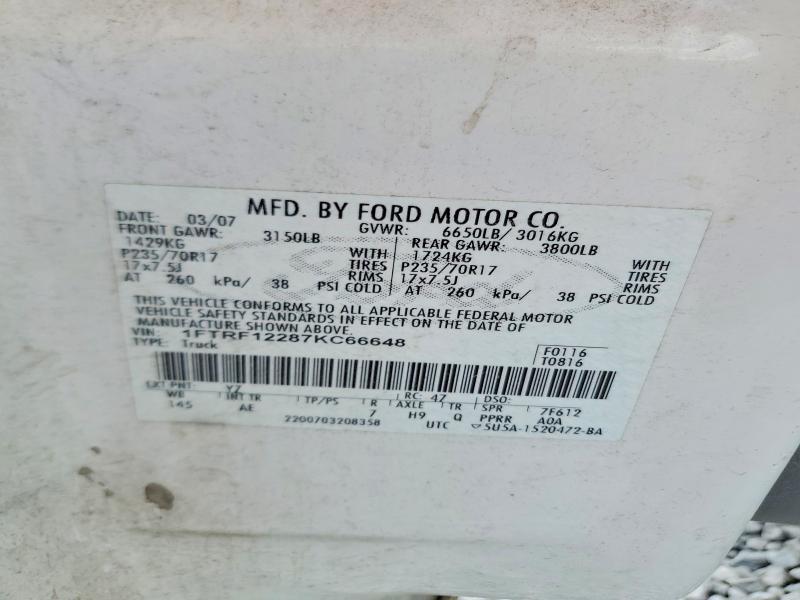 MFD. BY FORD MOTOR CO.
DATE: 03/07 GVWR: 6650LB/ 3016KG
FRONT GAWR: 3150LB REAR GAWR: 3800LB
1429KG WITH 1724KG WITH
P235/70R17 TIRES P235/70R17 TIRES
17x7.5J RIMS 17x7.5J RIMS
AT 260 kPa/ 38 PSI COLD AT 260 kPa/ 38 PSI COLD
THIS VEHICLE CONFORMS TO ALL APPLICABLE FEDERAL MOTOR
VEHICLE SAFETY STANDARDS IN EFFECT ON THE DATE OF
MANUFACTURE SHOWN ABOVE.
VIN: 1FTRF12287KC66648 F0116
TYPE: Truck T0816
EXT PNT: YZ RC: 47 DSO:
WB INT TR TP/PS R AXLE TR SPR 7F612
145 AE 7 H9 Q PPRR A0A
2200703208358 UTC 5U5A-1520472-BA